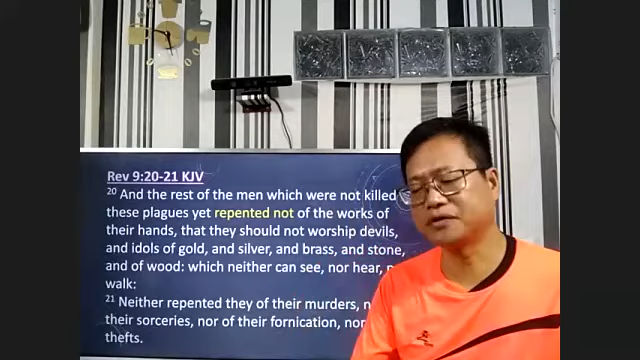 Rev 9:20-21 KJV
20 And the rest of the men which were not killed
these plagues yet repented not of the works of
their hands, that they should not worship devils,
and idols of gold, and silver, and brass, and stone,
and of wood: which neither can see, nor hear,
walk:
21 Neither repented they of their murders,
their sorceries, nor of their fornication, nor
thefts.